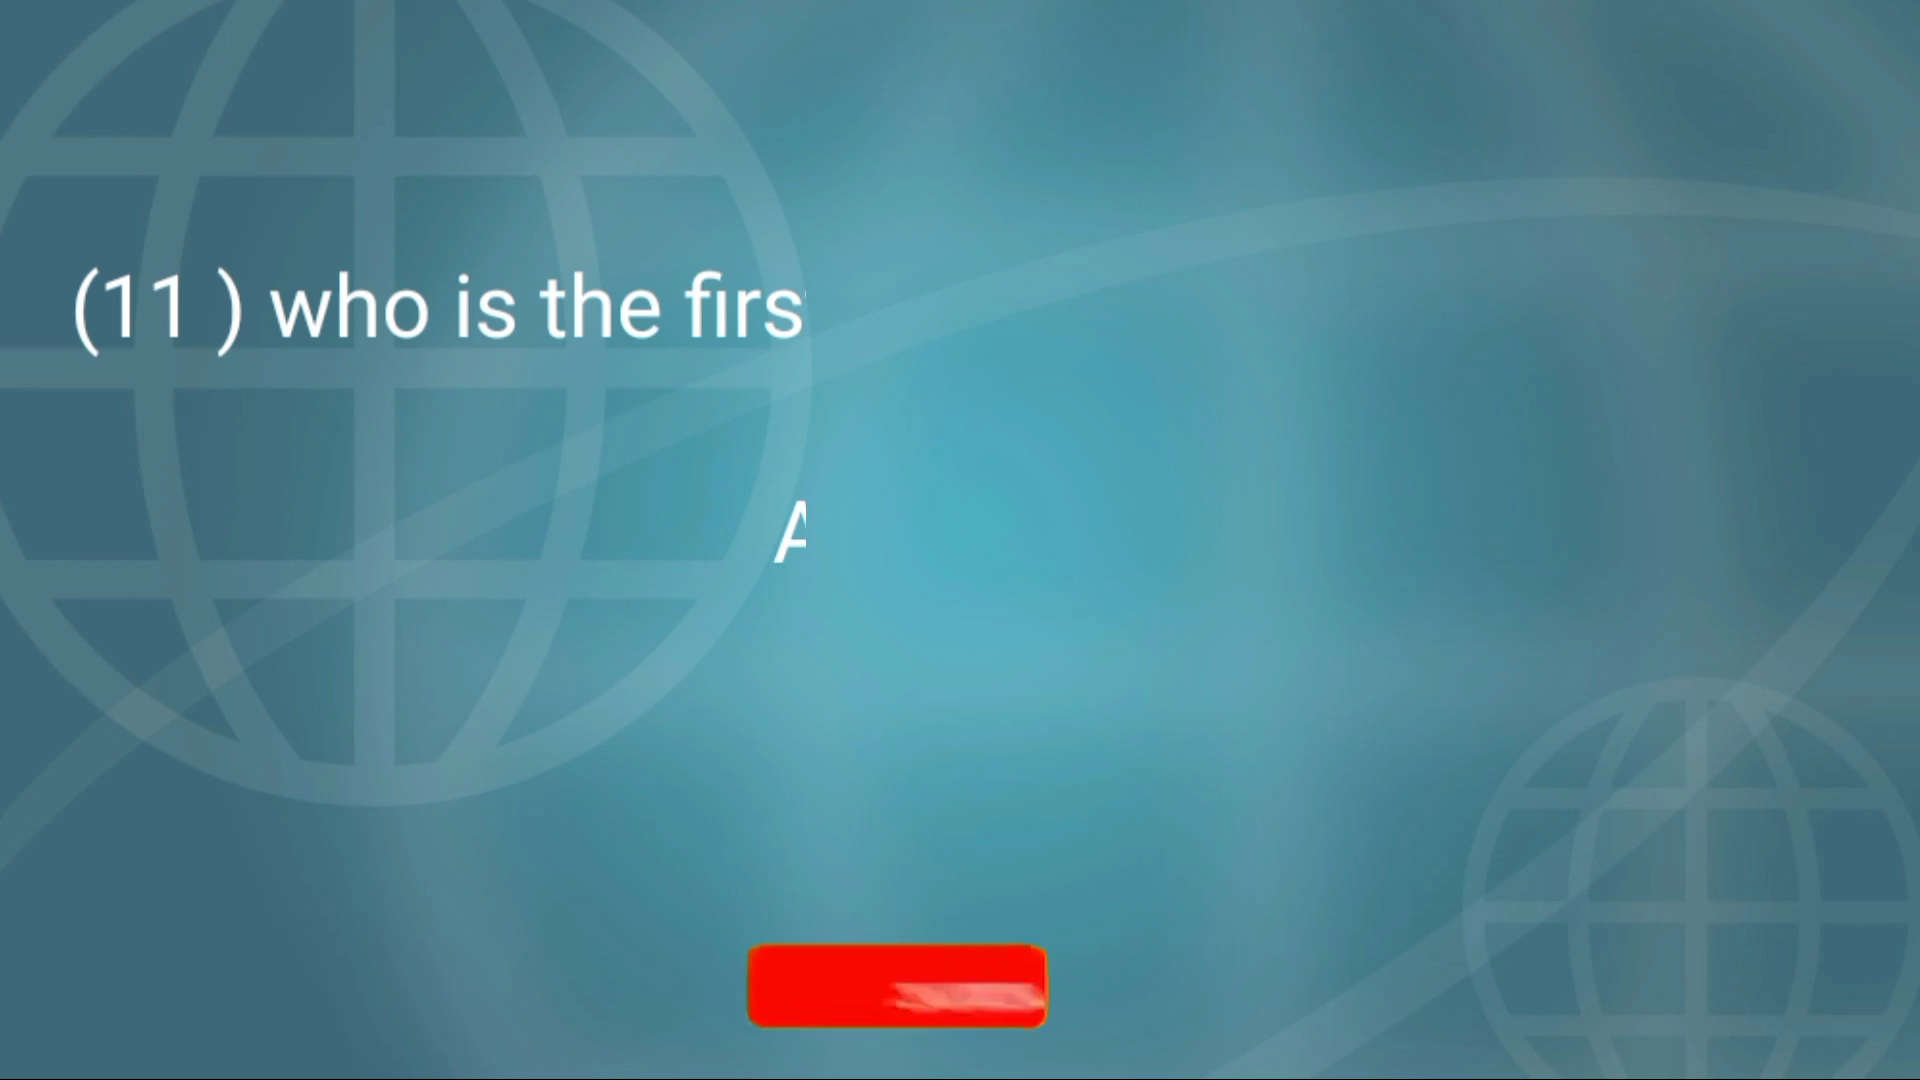 (11 ) who is the firs
A